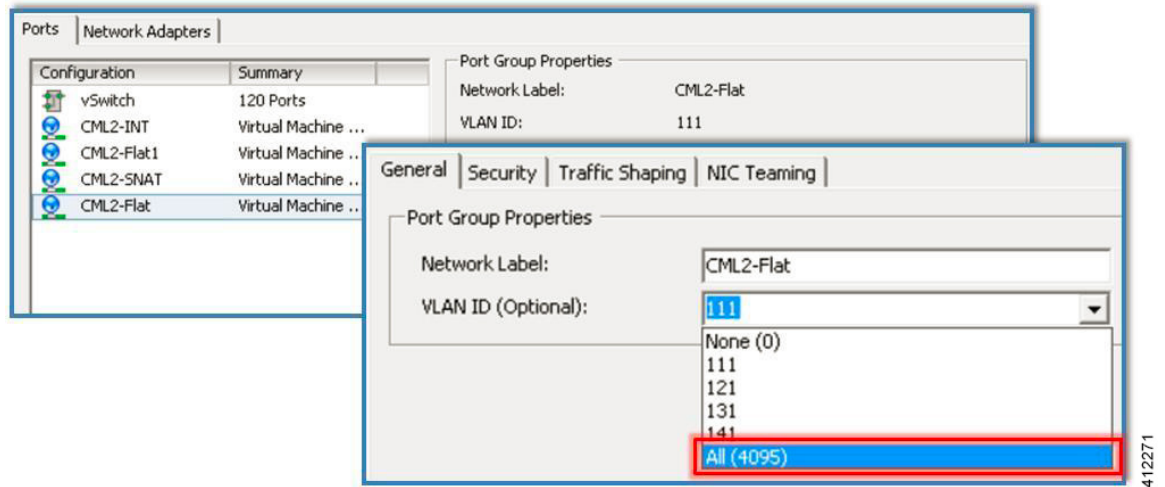 Ports Network Adapters
Configuration Summary
vSwitch 120 Ports
CML2-INT Virtual Machine ...
CML2-Flat1 Virtual Machine ..
CML2-SNAT Virtual Machine ..
CML2-Flat Virtual Machine ..
Port Group Properties
Network Label: CML2-Flat
VLAN ID: 111
General Security Traffic Shaping NIC Teaming
Port Group Properties
Network Label: CML2-Flat
VLAN ID (Optional): 111
None (0)
111
121
131
141
All (4095)
412271